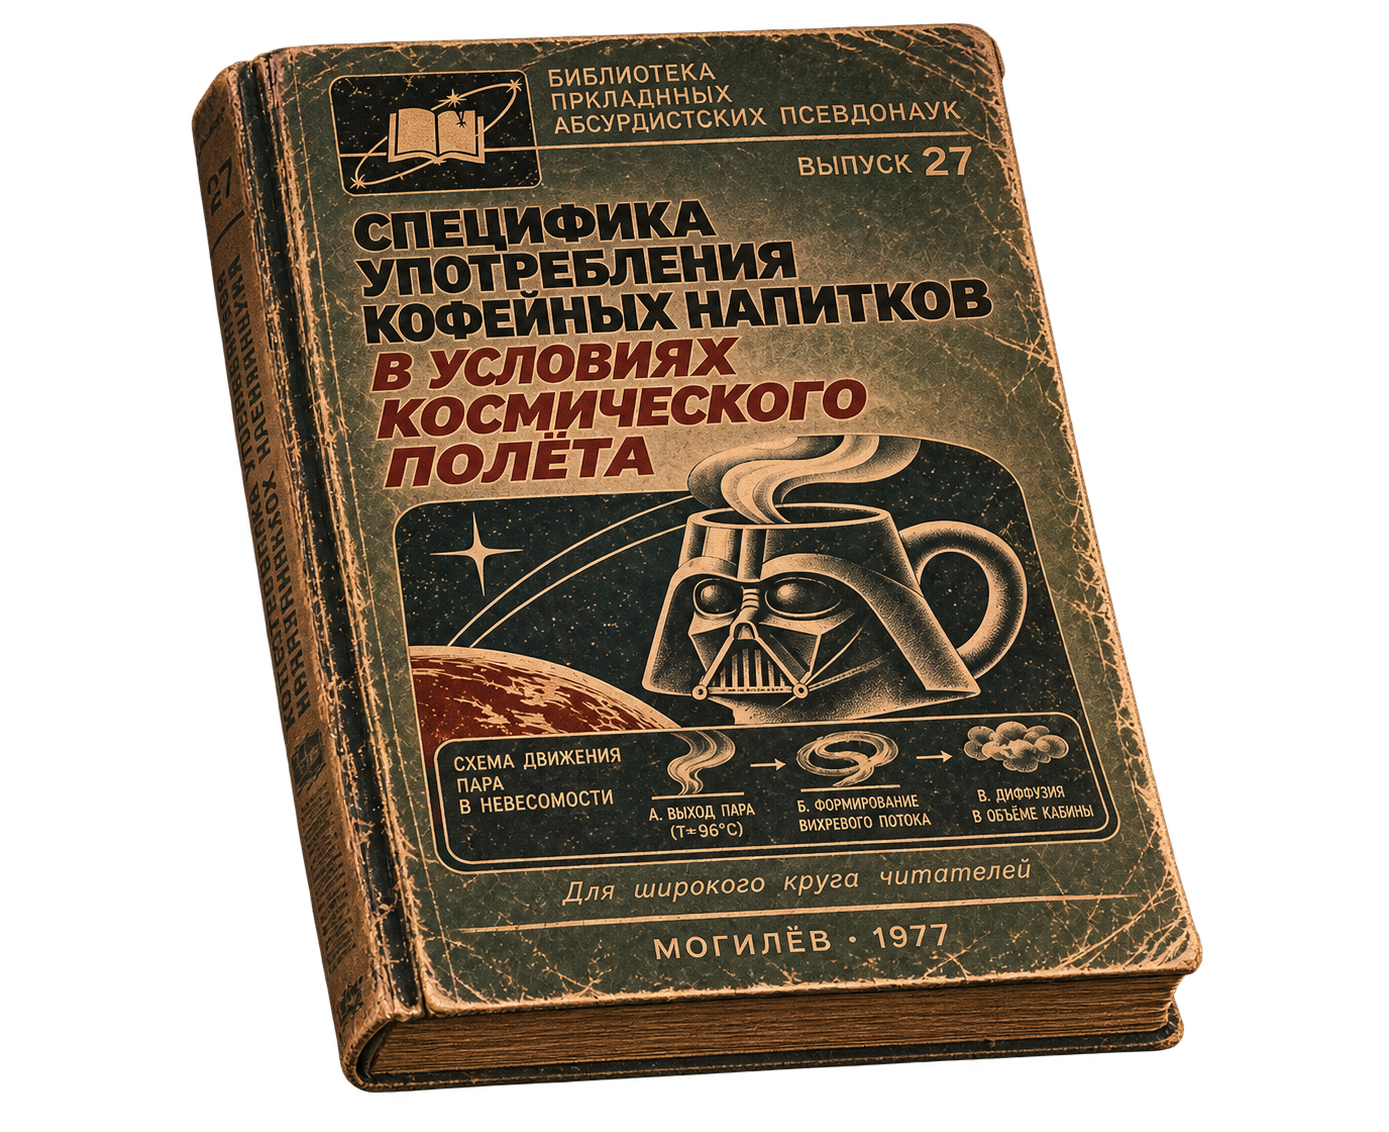 БИБЛИОТЕКА
ПРКЛАДННЫХ
АБСУРДИСТСКИХ ПСЕВДОНАУК
ВЫПУСК 27
СПЕЦИФИКА
УПОТРЕБЛЕНИЯ
КОФЕЙНЫХ НАПИТКОВ
В УСЛОВИЯХ
КОСМИЧЕСКОГО
ПОЛЁТА
СХЕМА ДВИЖЕНИЯ
ПАРА
В НЕВЕСОМОСТИ
А. ВЫХОД ПАРА
(T=96°C)
Б. ФОРМИРОВАНИЕ
ВИХРЕВОГО ПОТОКА
В. ДИФФУЗИЯ
В ОБЪЁМЕ КАБИНЫ
Для широкого круга читателей
МОГИЛЁВ · 1977
27